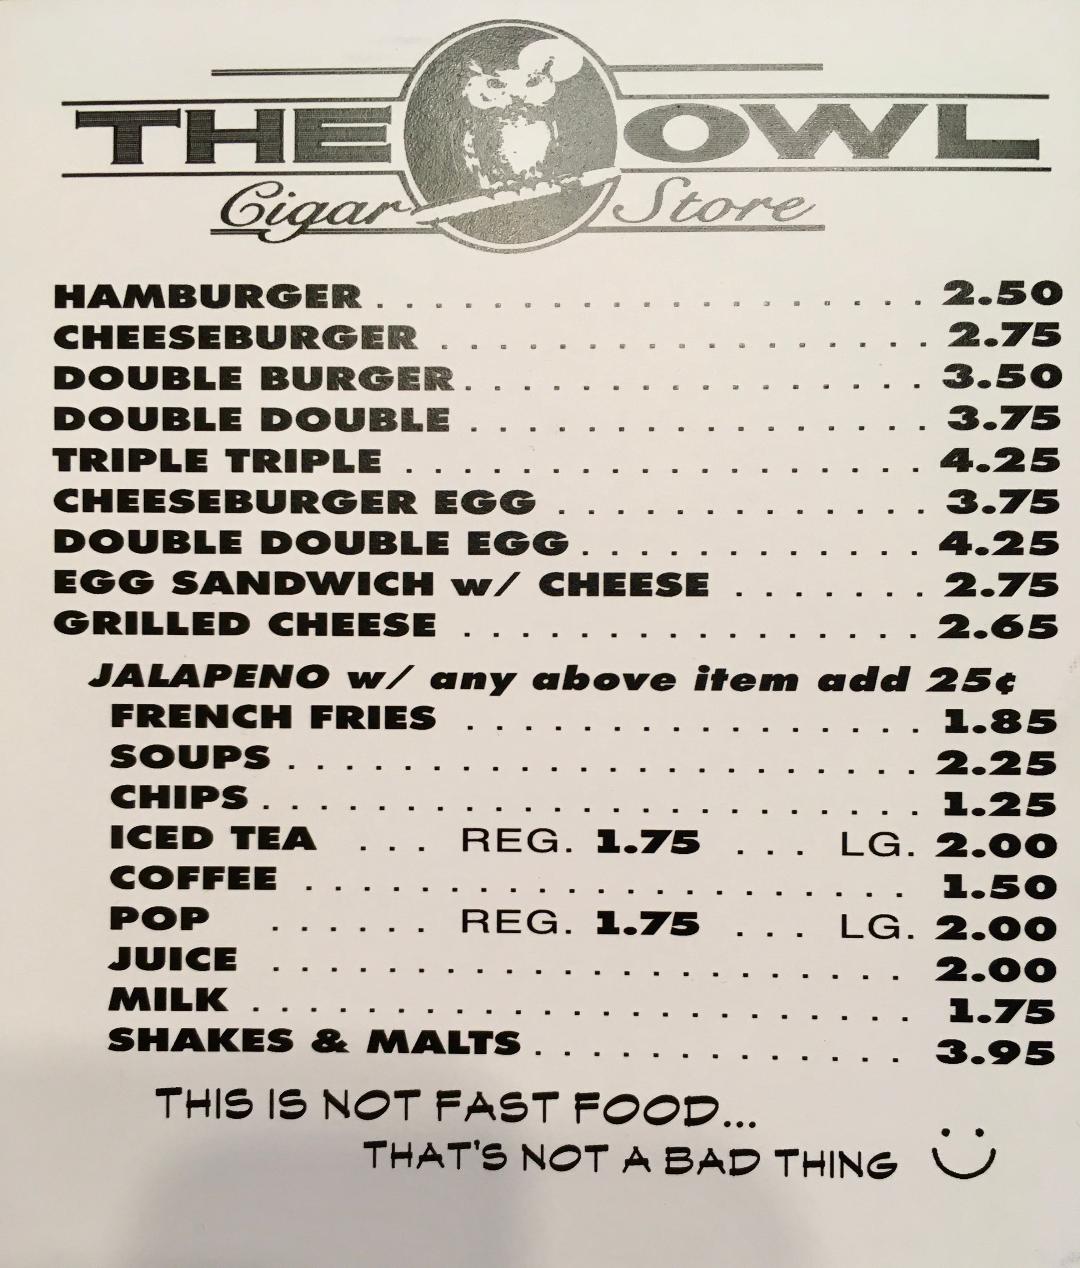 THE OWL
Cigar Store
HAMBURGER . . . . . . . . . . . . . . . . . . . 2.50
CHEESEBURGER . . . . . . . . . . . . . . . . . 2.75
DOUBLE BURGER . . . . . . . . . . . . . . . . 3.50
DOUBLE DOUBLE . . . . . . . . . . . . . . . . 3.75
TRIPLE TRIPLE . . . . . . . . . . . . . . . . . . 4.25
CHEESEBURGER EGG . . . . . . . . . . . . . 3.75
DOUBLE DOUBLE EGG . . . . . . . . . . . . 4.25
EGG SANDWICH w/ CHEESE . . . . . . . 2.75
GRILLED CHEESE . . . . . . . . . . . . . . . . 2.65
JALAPENO w/ any above item add 25¢
FRENCH FRIES . . . . . . . . . . . . . . . . 1.85
SOUPS . . . . . . . . . . . . . . . . . . . . . . 2.25
CHIPS . . . . . . . . . . . . . . . . . . . . . . . 1.25
ICED TEA . . . REG. 1.75 . . . LG. 2.00
COFFEE . . . . . . . . . . . . . . . . . . . . . 1.50
POP . . . . . . REG. 1.75 . . . LG. 2.00
JUICE . . . . . . . . . . . . . . . . . . . . . . 2.00
MILK . . . . . . . . . . . . . . . . . . . . . . . 1.75
SHAKES & MALTS . . . . . . . . . . . . . 3.95
THIS IS NOT FAST FOOD...
THAT'S NOT A BAD THING